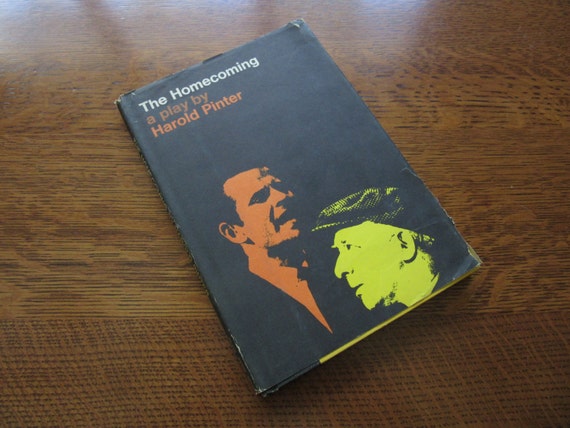 The Homecoming
a play by
Harold Pinter